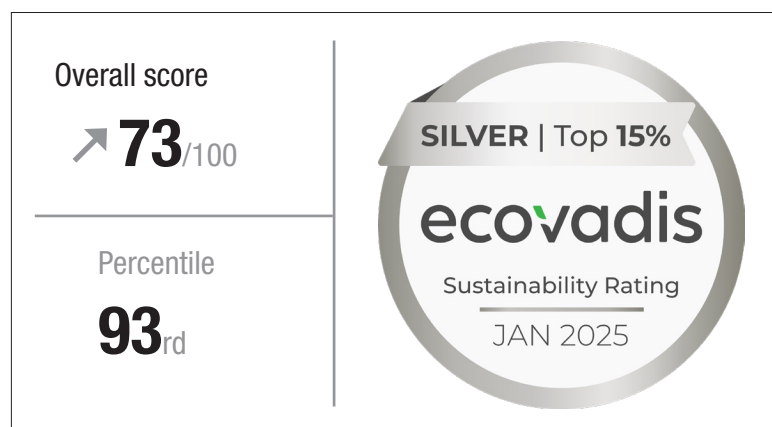 Overall score
73/100
Percentile
93rd
SILVER | Top 15%
ecovadis
Sustainability Rating
JAN 2025